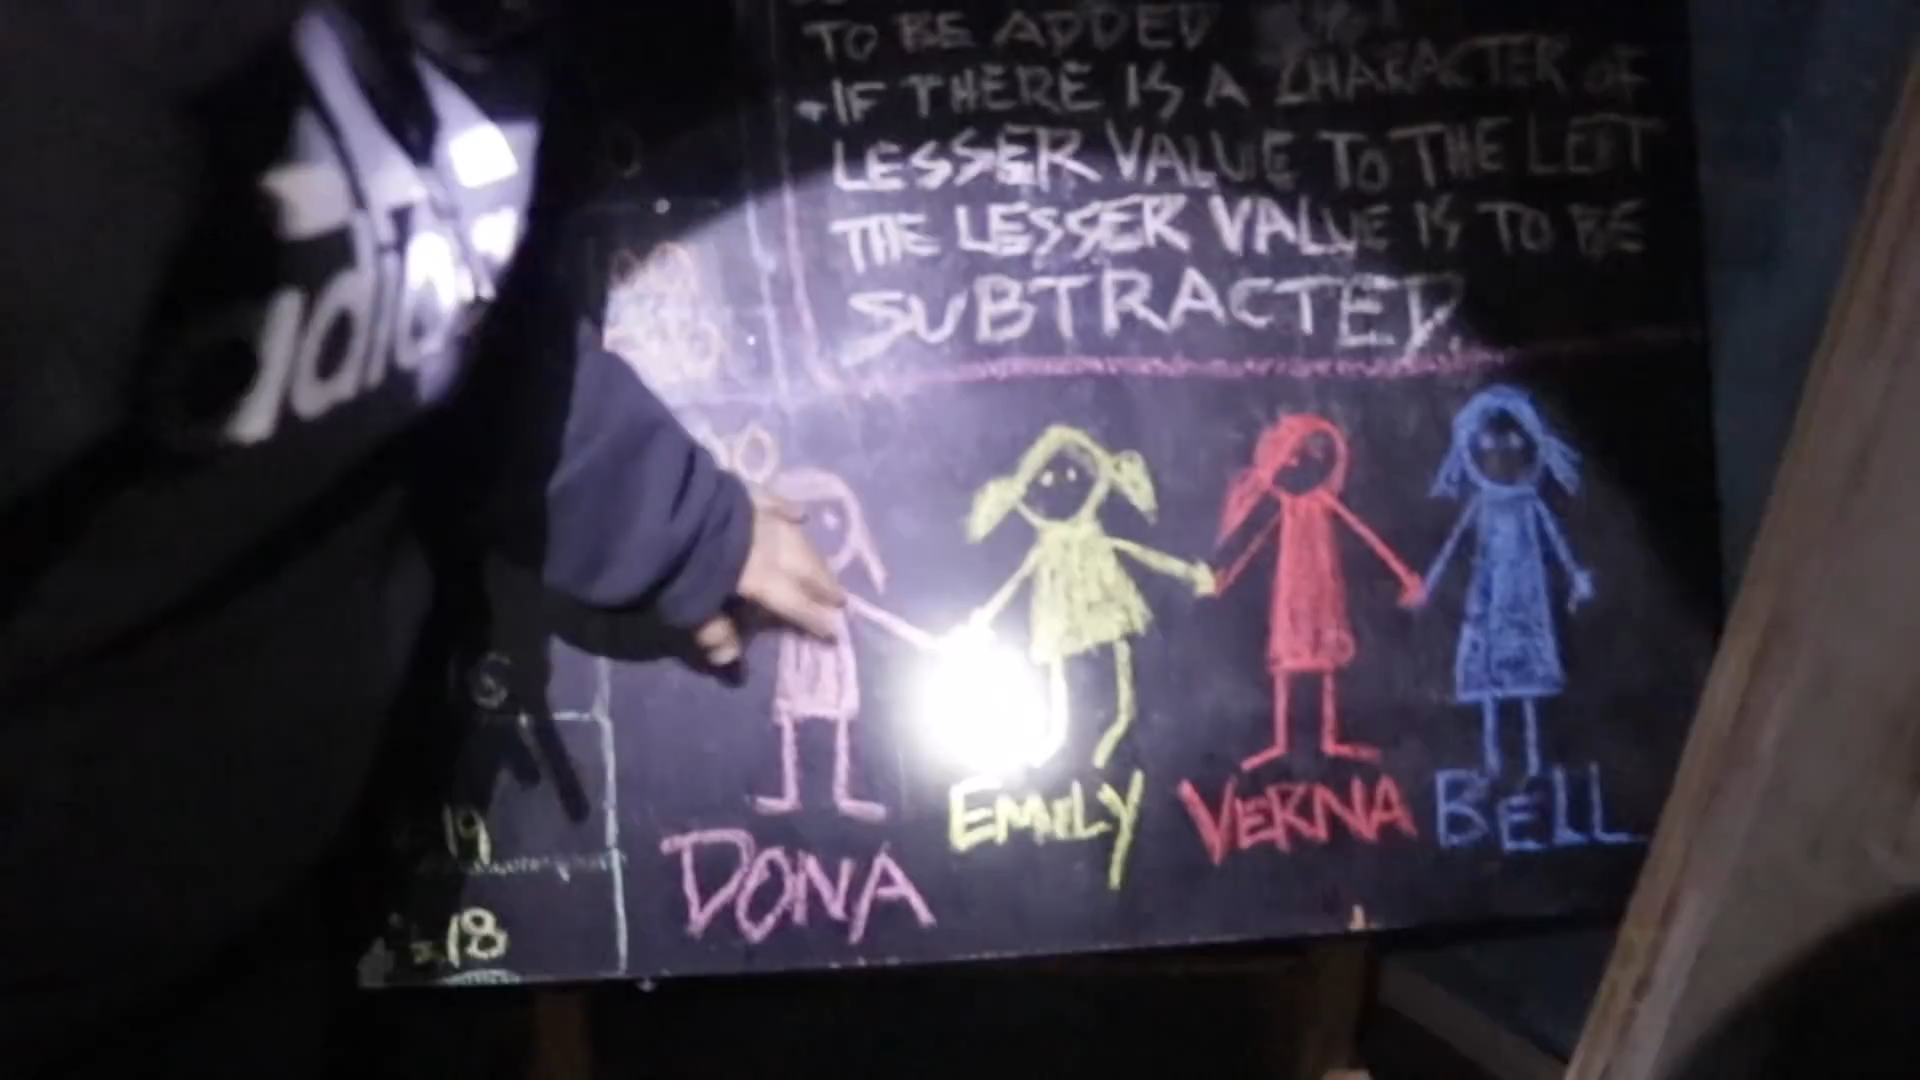 adidas
TO BE ADDED
-IF THERE IS A CHARACTER OF
LESSER VALUE TO THE LEFT
THE LESSER VALUE IS TO BE
SUBTRACTED.
19
=18
DONA
EMILY
VERNA
BELL